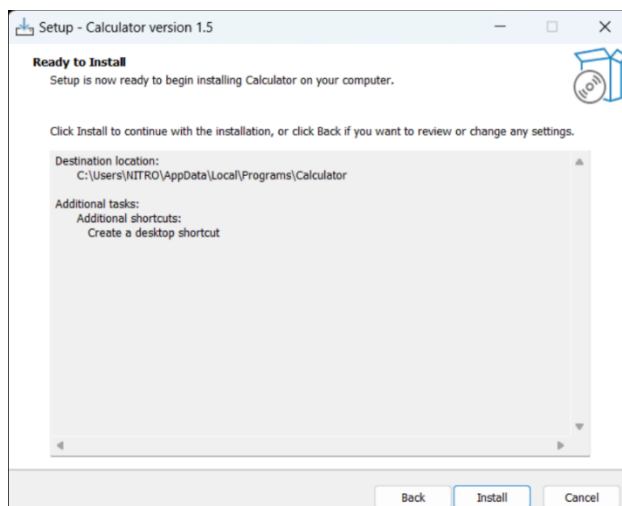 Setup - Calculator version 1.5
Ready to Install
Setup is now ready to begin installing Calculator on your computer.
Click Install to continue with the installation, or click Back if you want to review or change any settings.
Destination location:
C:\Users\NITRO\AppData\Local\Programs\Calculator
Additional tasks:
Additional shortcuts:
Create a desktop shortcut
Back Install Cancel